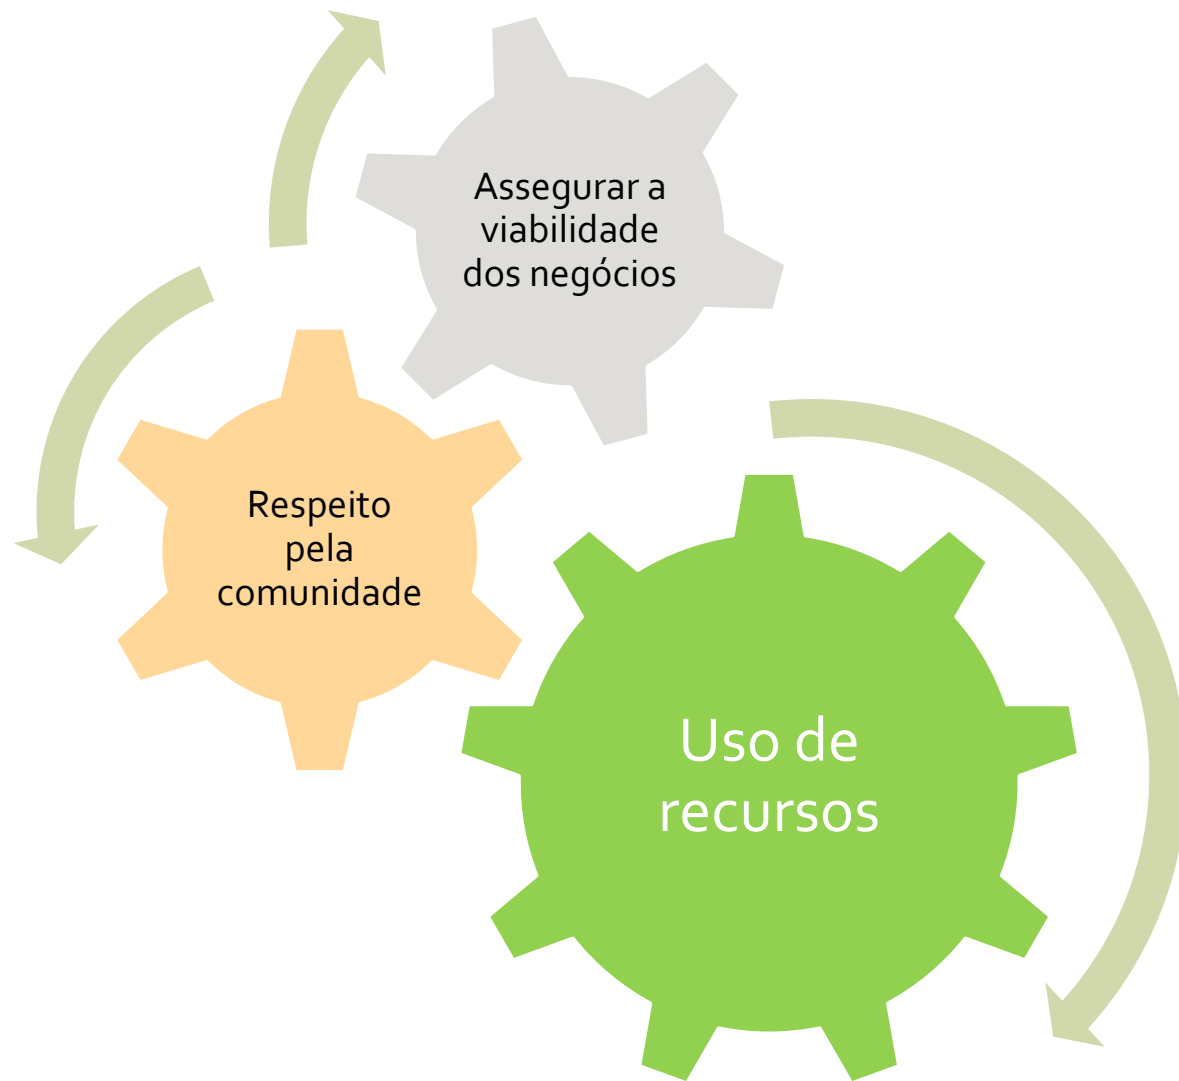 Assegurar a
viabilidade
dos negócios
Respeito
pela
comunidade
Uso de
recursos